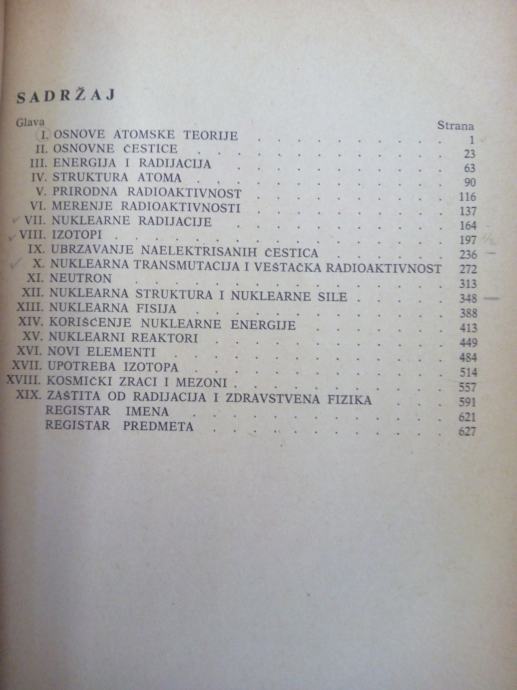 SADRŽAJ
Glava Strana
I. OSNOVE ATOMSKE TEORIJE . . . . . . . . 1
II. OSNOVNE ČESTICE . . . . . . . . . 23
III. ENERGIJA I RADIJACIJA . . . . . . . . 63
IV. STRUKTURA ATOMA . . . . . . . . . 90
V. PRIRODNA RADIOAKTIVNOST . . . . . . . 116
VI. MERENJE RADIOAKTIVNOSTI . . . . . . . 137
VII. NUKLEARNE RADIJACIJE . . . . . . . . 164
VIII. IZOTOPI . . . . . . . . . . . . 197
IX. UBRZAVANJE NAELEKTRISANIH ČESTICA . . . . 236
X. NUKLEARNA TRANSMUTACIJA I VEŠTAČKA RADIOAKTIVNOST 272
XI. NEUTRON . . . . . . . . . . . . 313
XII. NUKLEARNA STRUKTURA I NUKLEARNE SILE . . . . 348
XIII. NUKLEARNA FISIJA . . . . . . . . . 388
XIV. KORIŠĆENJE NUKLEARNE ENERGIJE . . . . . 413
XV. NUKLEARNI REAKTORI . . . . . . . . 449
XVI. NOVI ELEMENTI . . . . . . . . . . 484
XVII. UPOTREBA IZOTOPA . . . . . . . . . 514
XVIII. KOSMIČKI ZRACI I MEZONI . . . . . . . . 557
XIX. ZAŠTITA OD RADIJACIJA I ZDRAVSTVENA FIZIKA . . . 591
REGISTAR IMENA . . . . . . . . . . 621
REGISTAR PREDMETA . . . . . . . . . 627